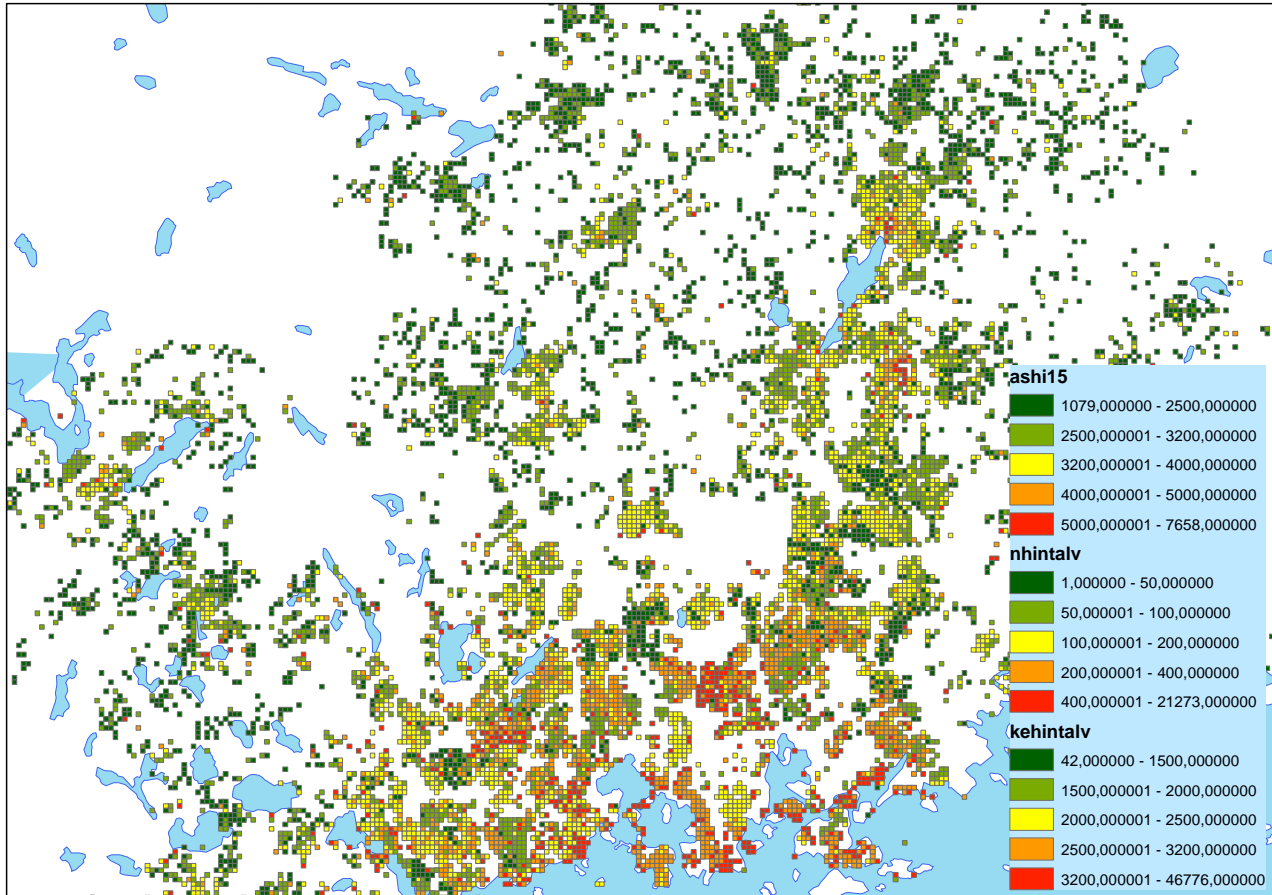 ashi15
1079,000000 - 2500,000000
2500,000001 - 3200,000000
3200,000001 - 4000,000000
4000,000001 - 5000,000000
5000,000001 - 7658,000000
nhintalv
1,000000 - 50,000000
50,000001 - 100,000000
100,000001 - 200,000000
200,000001 - 400,000000
400,000001 - 21273,000000
kehintalv
42,000000 - 1500,000000
1500,000001 - 2000,000000
2000,000001 - 2500,000000
2500,000001 - 3200,000000
3200,000001 - 46776,000000